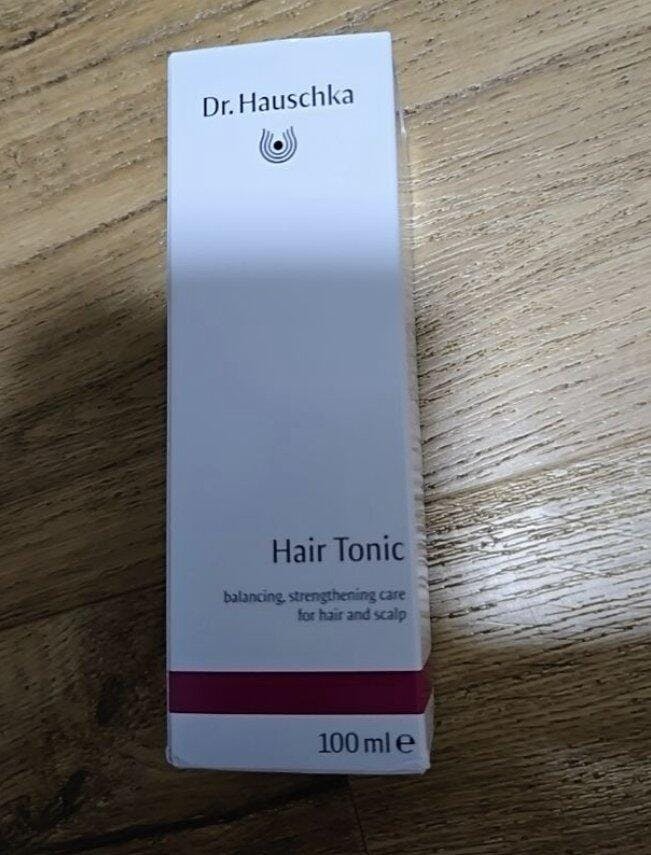 Dr. Hauschka
Hair Tonic
balancing, strengthening care
for hair and scalp
100 ml ℮